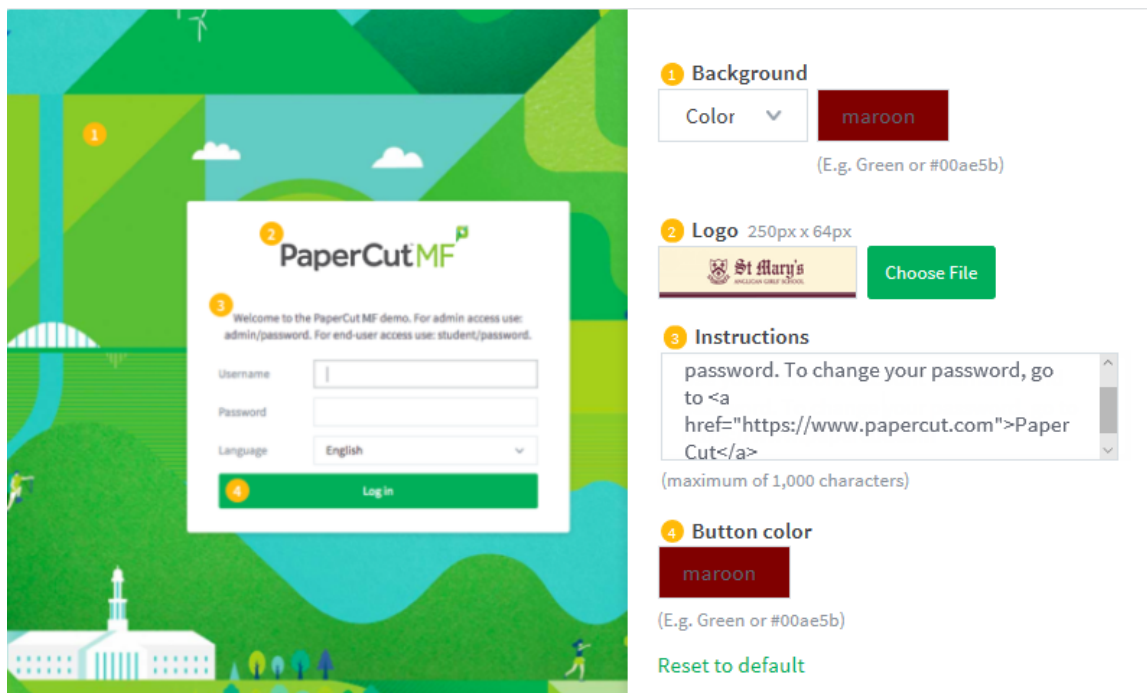 1
2
PaperCut MF
3
Welcome to the PaperCut MF demo. For admin access use:
admin/password. For end-user access use: student/password.
Username
Password
Language English
4 Log in
1 Background
Color maroon
(E.g. Green or #00ae5b)
2 Logo 250px x 64px
St Mary's
ANGLICAN GIRLS' SCHOOL
Choose File
3 Instructions
password. To change your password, go
to <a
href="https://www.papercut.com">Paper
Cut</a>
(maximum of 1,000 characters)
4 Button color
maroon
(E.g. Green or #00ae5b)
Reset to default